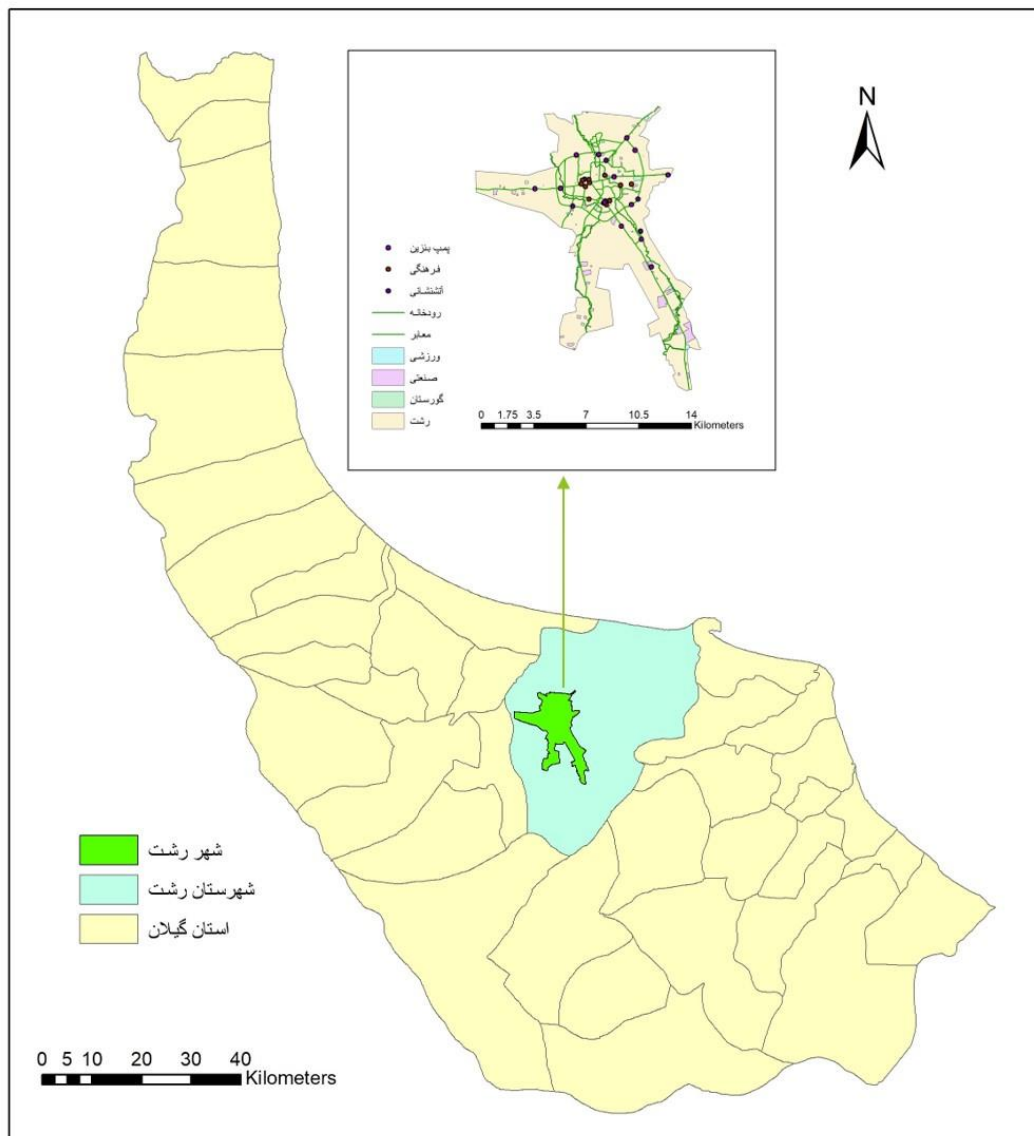 N
پمپ بنزین
فرهنگی
آتشنشانی
رودخانه
معابر
ورزشی
صنعتی
گورستان
رشت
0 1.75 3.5 7 10.5 14
Kilometers
شهر رشت
شهرستان رشت
استان گیلان
0 5 10 20 30 40
Kilometers